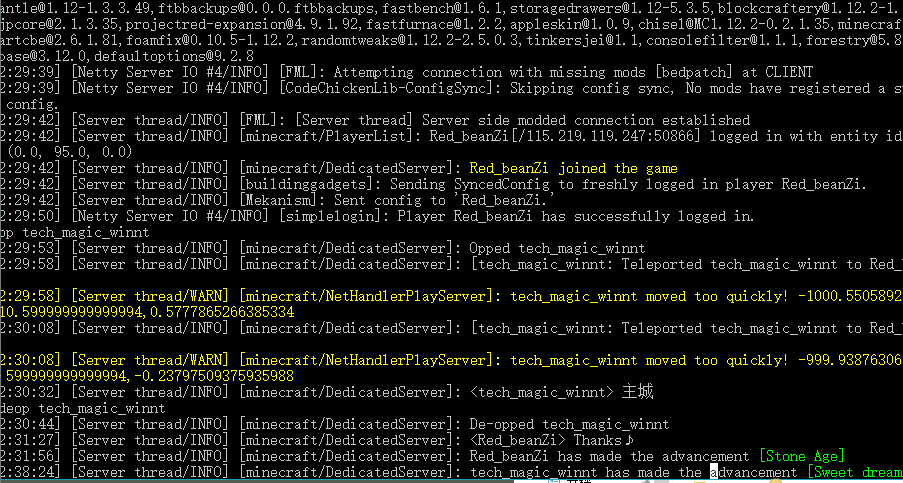 antle@1.12-1.3.3.49,ftbbackups@0.0.0.ftbbackups,fastbench@1.6.1,storagedrawers@1.12-5.3.5,blockcraftery@1.12.2-1.
jpcore@2.1.35,projectred-expansion@4.9.1.92,fastfurnace@1.2.2,appleskin@1.0.9,chisel@MC1.12.2-0.2.1.35,minecraf
artcbe@2.6.1.81,foamfix@0.10.5-1.12.2,randomtweaks@1.12.2-2.5.0.3,tinkersjei@1.1,consolefilter@1.1.1,forestry@5.8
base@3.12.0,defaultoptions@9.2.8
2:29:39] [Netty Server IO #4/INFO] [FML]: Attempting connection with missing mods [bedpatch] at CLIENT
2:29:39] [Netty Server IO #4/INFO] [CodeChickenLib-ConfigSync]: Skipping config sync, No mods have registered a s
config.
2:29:42] [Server thread/INFO] [FML]: [Server thread] Server side modded connection established
2:29:42] [Server thread/INFO] [minecraft/PlayerList]: Red_beanZi[/115.219.119.247:50866] logged in with entity id
(0.0, 95.0, 0.0)
2:29:42] [Server thread/INFO] [minecraft/DedicatedServer]: Red_beanZi joined the game
2:29:42] [Server thread/INFO] [buildinggadgets]: Sending SyncedConfig to freshly logged in player Red_beanZi.
2:29:42] [Server thread/INFO] [Mekanism]: Sent config to 'Red_beanZi.'
2:29:50] [Netty Server IO #4/INFO] [simplelogin]: Player Red_beanZi has successfully logged in.
op tech_magic_winnt
2:29:53] [Server thread/INFO] [minecraft/DedicatedServer]: Opped tech_magic_winnt
2:29:58] [Server thread/INFO] [minecraft/DedicatedServer]: [tech_magic_winnt: Teleported tech_magic_winnt to Red_
2:29:58] [Server thread/WARN] [minecraft/NetHandlerPlayServer]: tech_magic_winnt moved too quickly! -1000.5505892
10.599999999999994,0.5777865266385334
2:30:08] [Server thread/INFO] [minecraft/DedicatedServer]: [tech_magic_winnt: Teleported tech_magic_winnt to Red_
2:30:08] [Server thread/WARN] [minecraft/NetHandlerPlayServer]: tech_magic_winnt moved too quickly! -999.93876306
.599999999999994,-0.23797509375935988
2:30:32] [Server thread/INFO] [minecraft/DedicatedServer]: <tech_magic_winnt> 主城
deop tech_magic_winnt
2:30:44] [Server thread/INFO] [minecraft/DedicatedServer]: De-opped tech_magic_winnt
2:31:27] [Server thread/INFO] [minecraft/DedicatedServer]: <Red_beanZi> Thanks♪
2:31:56] [Server thread/INFO] [minecraft/DedicatedServer]: Red_beanZi has made the advancement [Stone Age]
2:38:24] [Server thread/INFO] [minecraft/DedicatedServer]: tech_magic_winnt has made the advancement [Sweet dream